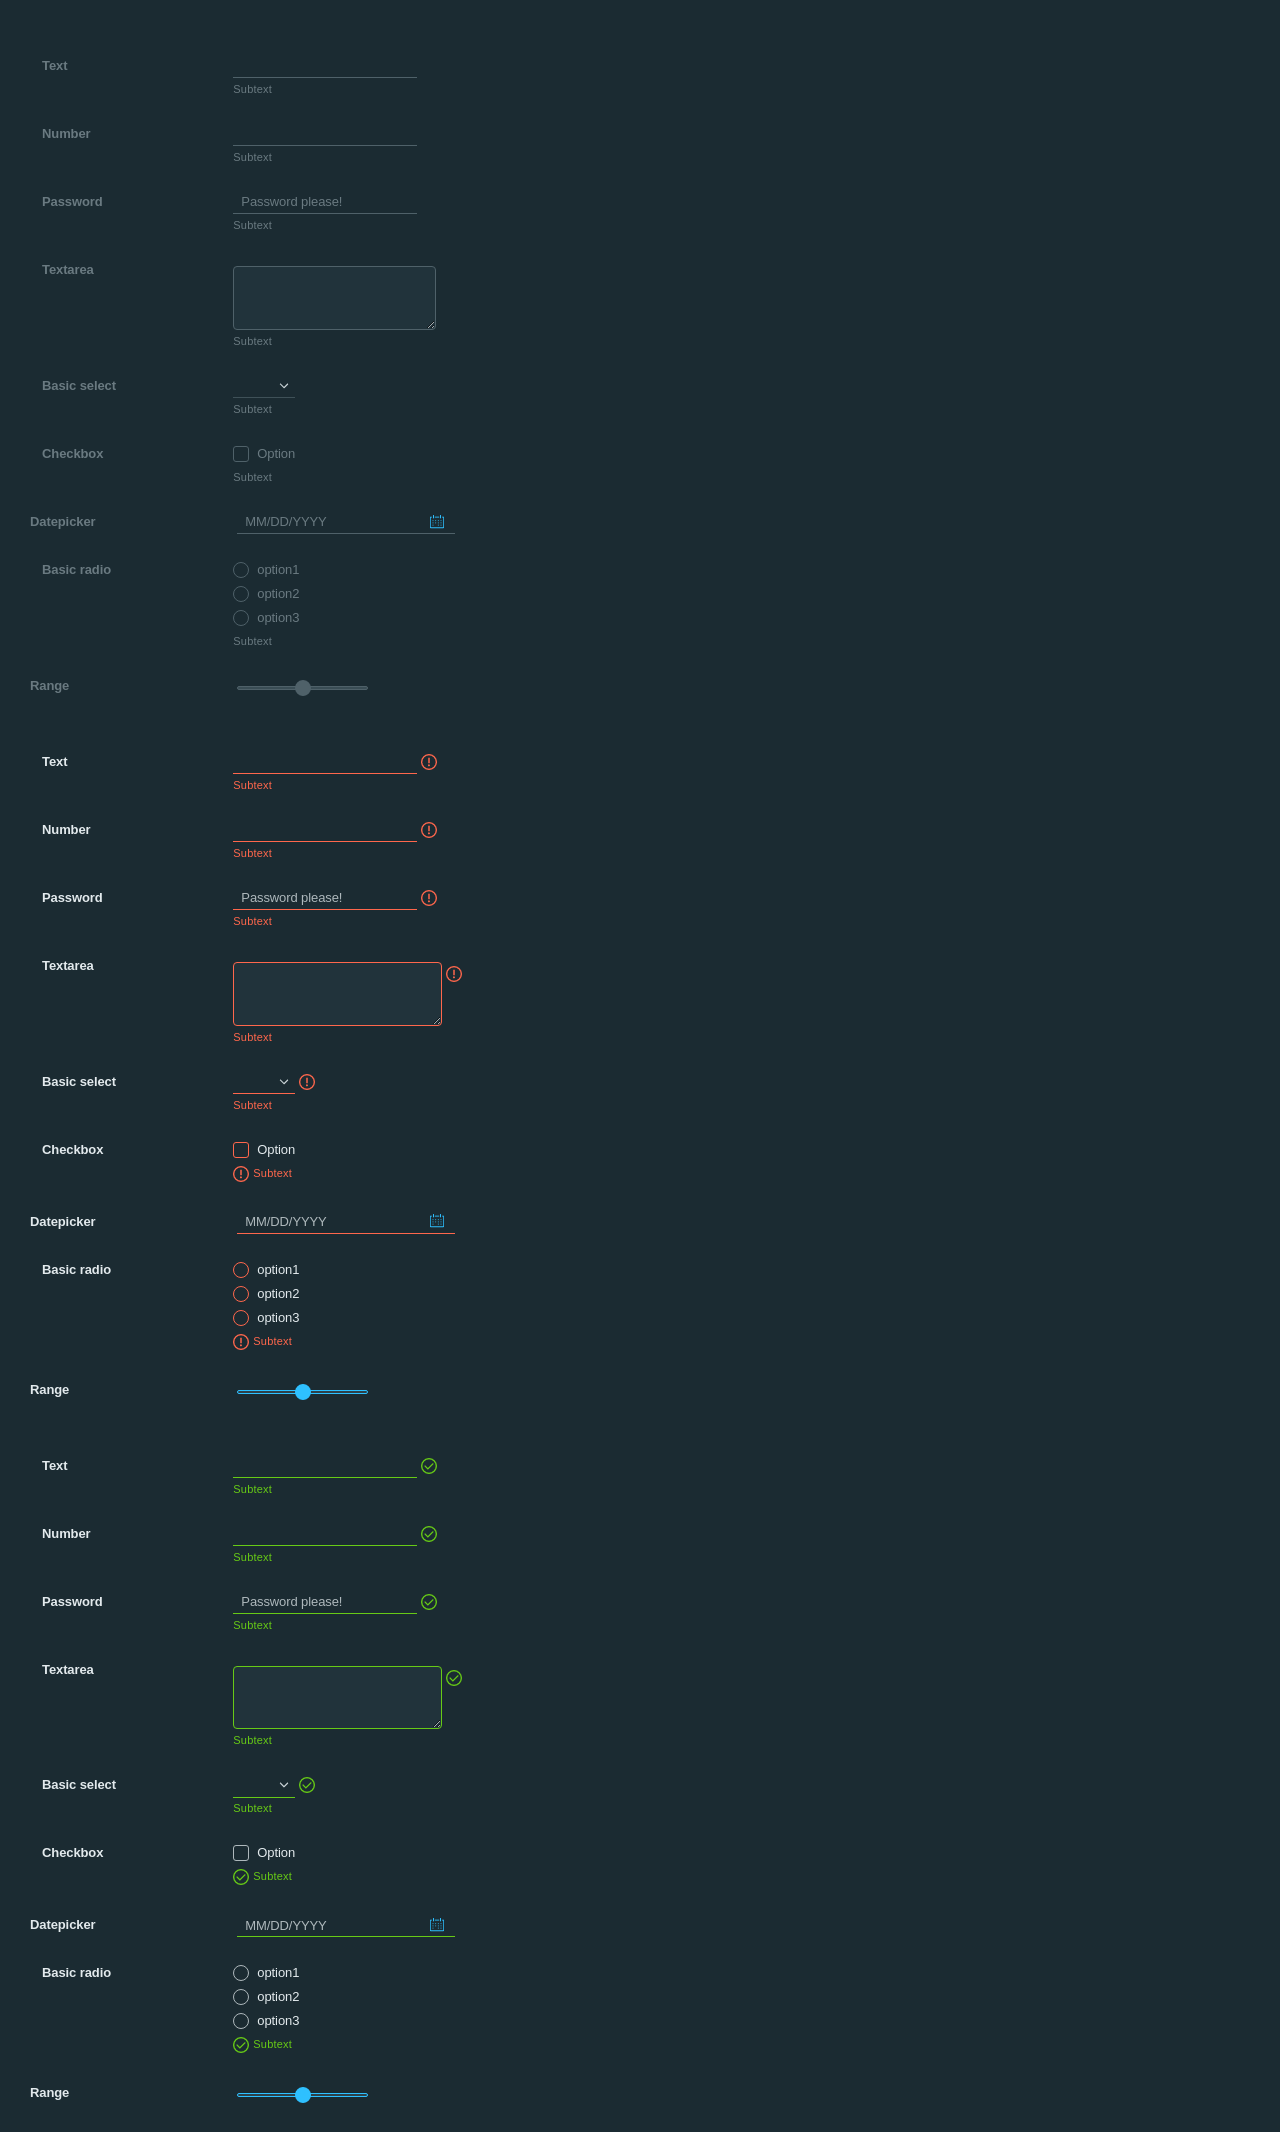 Text
Subtext
Number
Subtext
Password Password please!
Subtext
Textarea
Subtext
Basic select
Subtext
Checkbox Option
Subtext
Datepicker MM/DD/YYYY
Basic radio option1
option2
option3
Subtext
Range
Text
Subtext
Number
Subtext
Password Password please!
Subtext
Textarea
Subtext
Basic select
Subtext
Checkbox Option
Subtext
Datepicker MM/DD/YYYY
Basic radio option1
option2
option3
Subtext
Range
Text
Subtext
Number
Subtext
Password Password please!
Subtext
Textarea
Subtext
Basic select
Subtext
Checkbox Option
Subtext
Datepicker MM/DD/YYYY
Basic radio option1
option2
option3
Subtext
Range